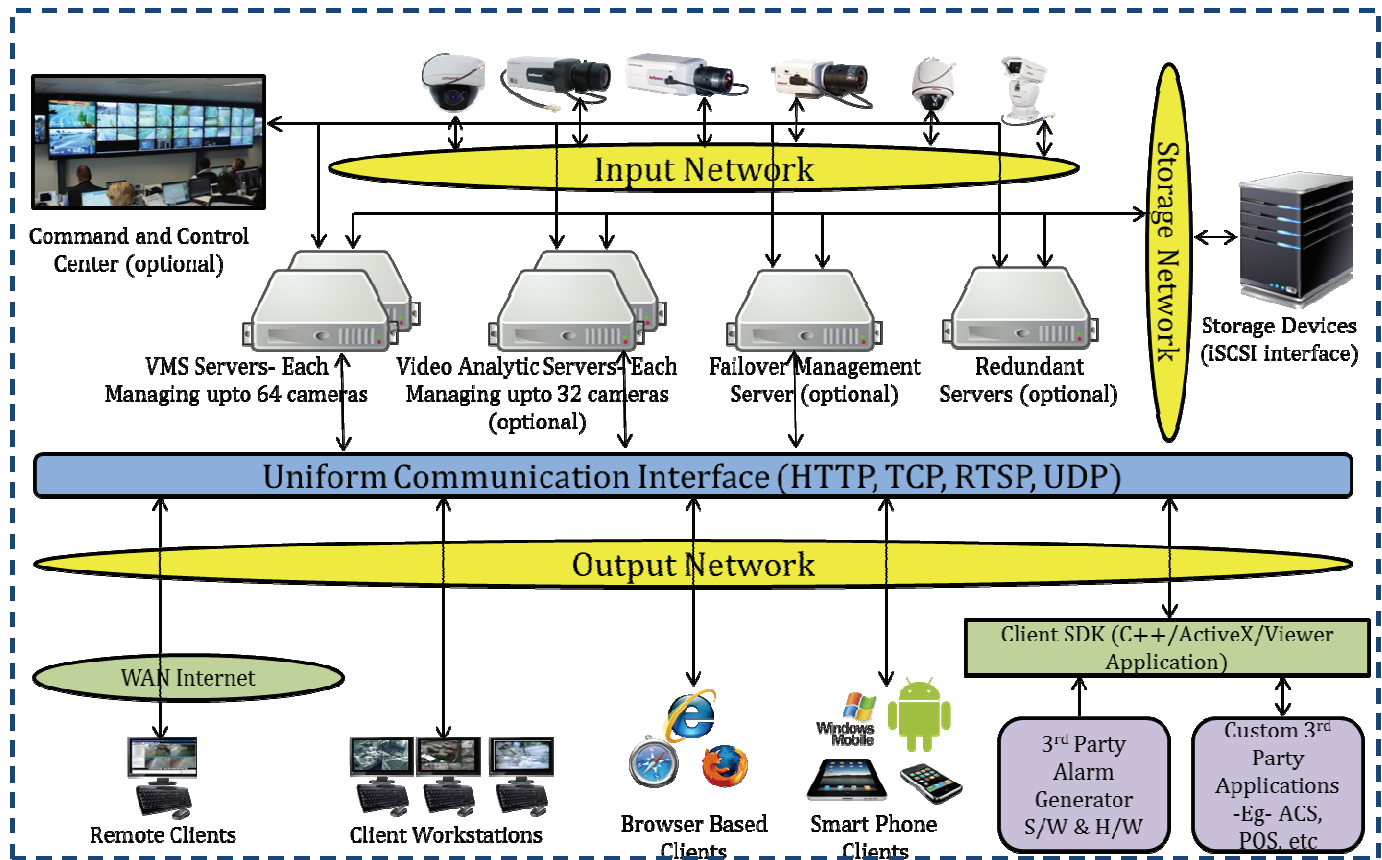 Input Network
Storage Network
Command and Control
Center (optional)
Storage Devices
(iSCSI interface)
VMS Servers- Each
Managing upto 64 cameras
Video Analytic Servers- Each
Managing upto 32 cameras
(optional)
Failover Management
Server (optional)
Redundant
Servers (optional)
Uniform Communication Interface (HTTP, TCP, RTSP, UDP)
Output Network
Client SDK (C++/ActiveX/Viewer
Application)
WAN Internet
Windows
Mobile
3rd Party
Alarm
Generator
S/W & H/W
Custom 3rd
Party
Applications
-Eg- ACS,
POS, etc
Remote Clients
Client Workstations
Browser Based
Clients
Smart Phone
Clients